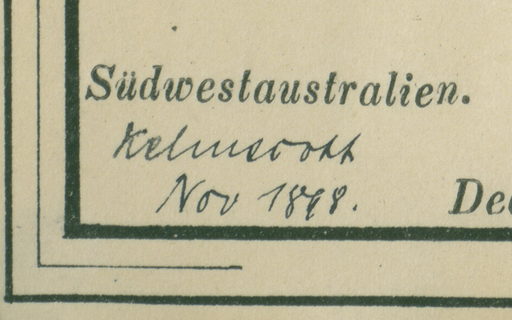 Südwestaustralien.
Kelmscott
Nov 1898.